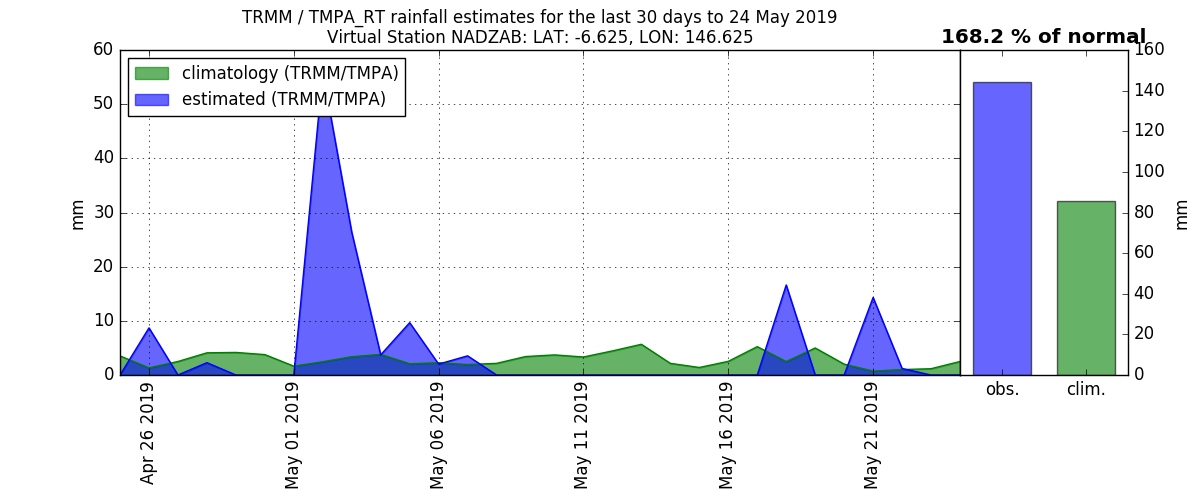 TRMM / TMPA_RT rainfall estimates for the last 30 days to 24 May 2019
Virtual Station NADZAB: LAT: -6.625, LON: 146.625
168.2 % of normal
climatology (TRMM/TMPA)
estimated (TRMM/TMPA)
mm
60
50
40
30
20
10
0
Apr 26 2019
May 01 2019
May 06 2019
May 11 2019
May 16 2019
May 21 2019
obs.
clim.
160
140
120
100
80
60
40
20
0
mm